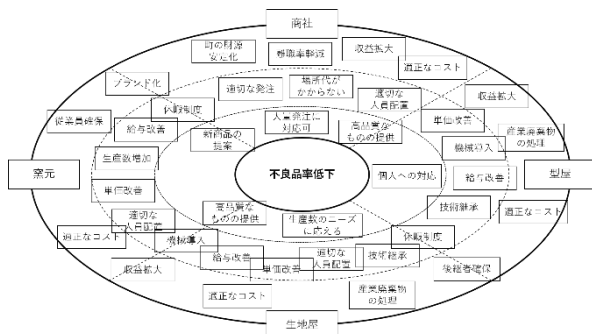 商社
町の財源
安定化
離職率軽減
収益拡大
適正なコスト
ブランド化
適切な発注
場所代が
かからない
適切な
人員配置
収益拡大
休暇制度
従業員確保
給与改善
新商品の
提案
大量発注に
対応可
高品質な
ものの提供
単価改善
産業廃棄物
の処理
生産数増加
機械導入
窯元
不良品率低下
個人への対応
給与改善
型屋
単価改善
技術継承
適正なコスト
適切な
人員配置
高品質な
ものの提供
生産数のニーズ
に応える
適正なコスト
機械導入
休暇制度
収益拡大
給与改善
単価改善
適切な
人員配置
技術継承
後継者確保
適正なコスト
産業廃棄物
の処理
生地屋